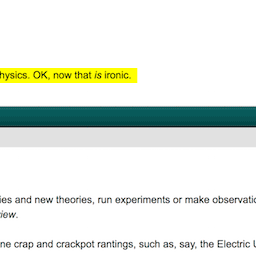 hysics. OK, now that is ironic.
ies and new theories, run experiments or make observatio
iew.
ne crap and crackpot rantings, such as, say, the Electric U